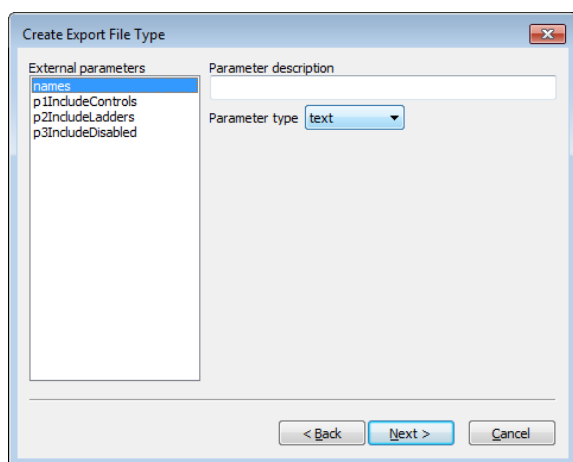 Create Export File Type
External parameters
names
p1IncludeControls
p2IncludeLadders
p3IncludeDisabled
Parameter description
Parameter type text
< Back
Next >
Cancel